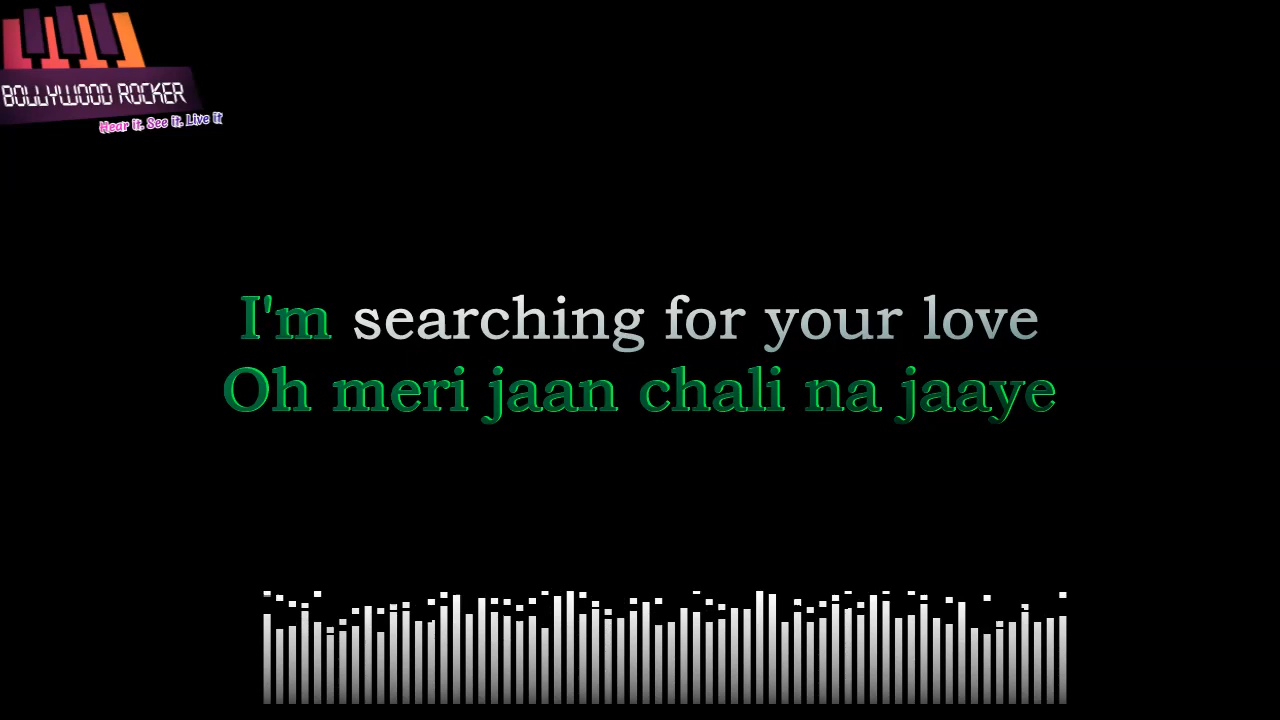 BOLLYWOOD ROCKER
Hear it. See it. Live it
I'm searching for your love
Oh meri jaan chali na jaaye